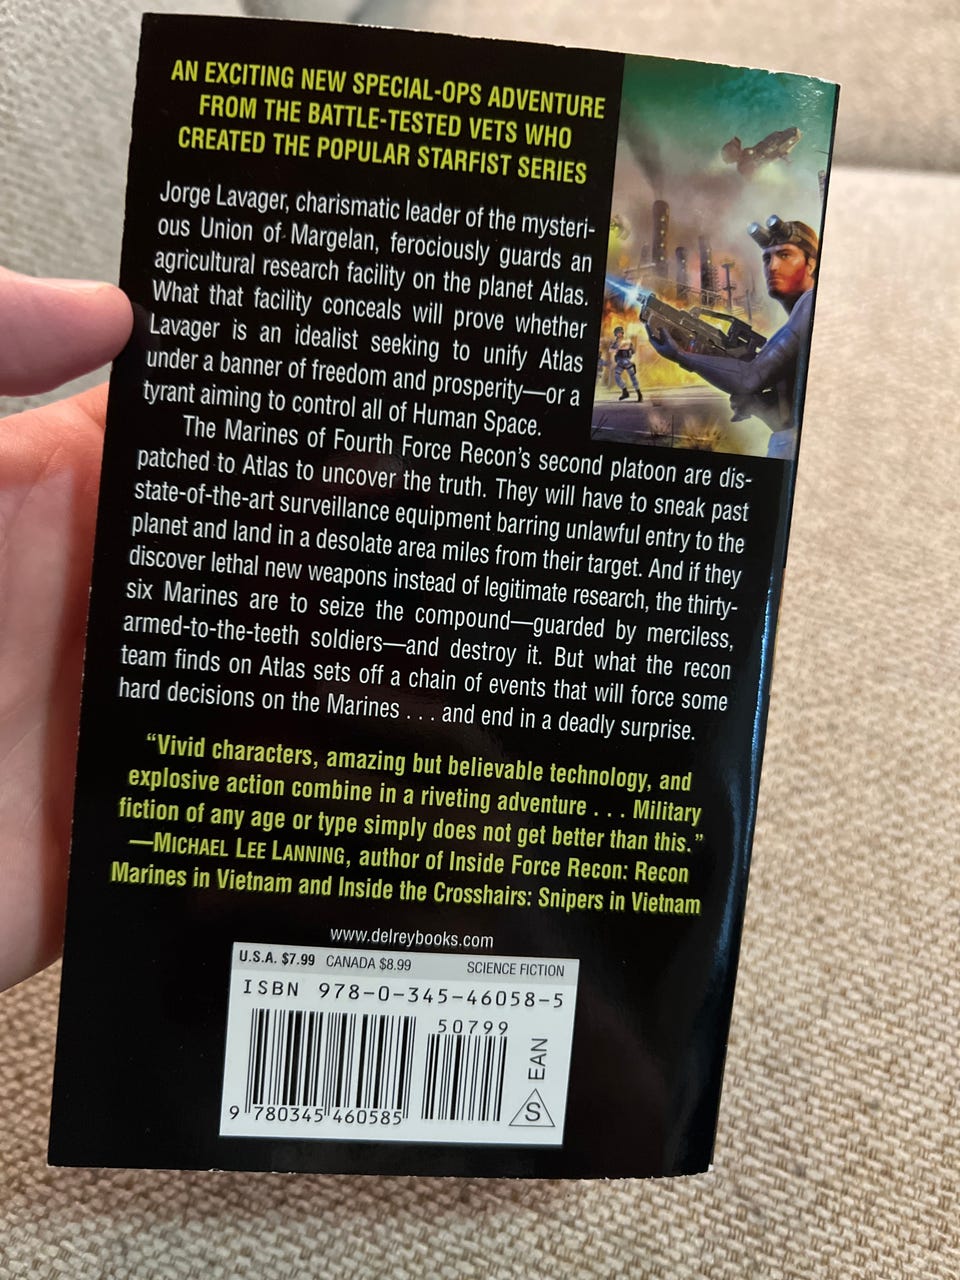 AN EXCITING NEW SPECIAL-OPS ADVENTURE
FROM THE BATTLE-TESTED VETS WHO
CREATED THE POPULAR STARFIST SERIES
Jorge Lavager, charismatic leader of the mysteri-
ous Union of Margelan, ferociously guards an
agricultural research facility on the planet Atlas.
What that facility conceals will prove whether
Lavager is an idealist seeking to unify Atlas
under a banner of freedom and prosperity—or a
tyrant aiming to control all of Human Space.
The Marines of Fourth Force Recon's second platoon are dis-
patched to Atlas to uncover the truth. They will have to sneak past
state-of-the-art surveillance equipment barring unlawful entry to the
planet and land in a desolate area miles from their target. And if they
discover lethal new weapons instead of legitimate research, the thirty-
six Marines are to seize the compound—guarded by merciless,
armed-to-the-teeth soldiers—and destroy it. But what the recon
team finds on Atlas sets off a chain of events that will force some
hard decisions on the Marines . . . and end in a deadly surprise.
"Vivid characters, amazing but believable technology, and
explosive action combine in a riveting adventure . . . Military
fiction of any age or type simply does not get better than this."
—MICHAEL LEE LANNING, author of Inside Force Recon: Recon
Marines in Vietnam and Inside the Crosshairs: Snipers in Vietnam
www.delreybooks.com
U.S.A. $7.99 CANADA $8.99 SCIENCE FICTION
ISBN 978-0-345-46058-5
50799
EAN
S
9 780345 460585